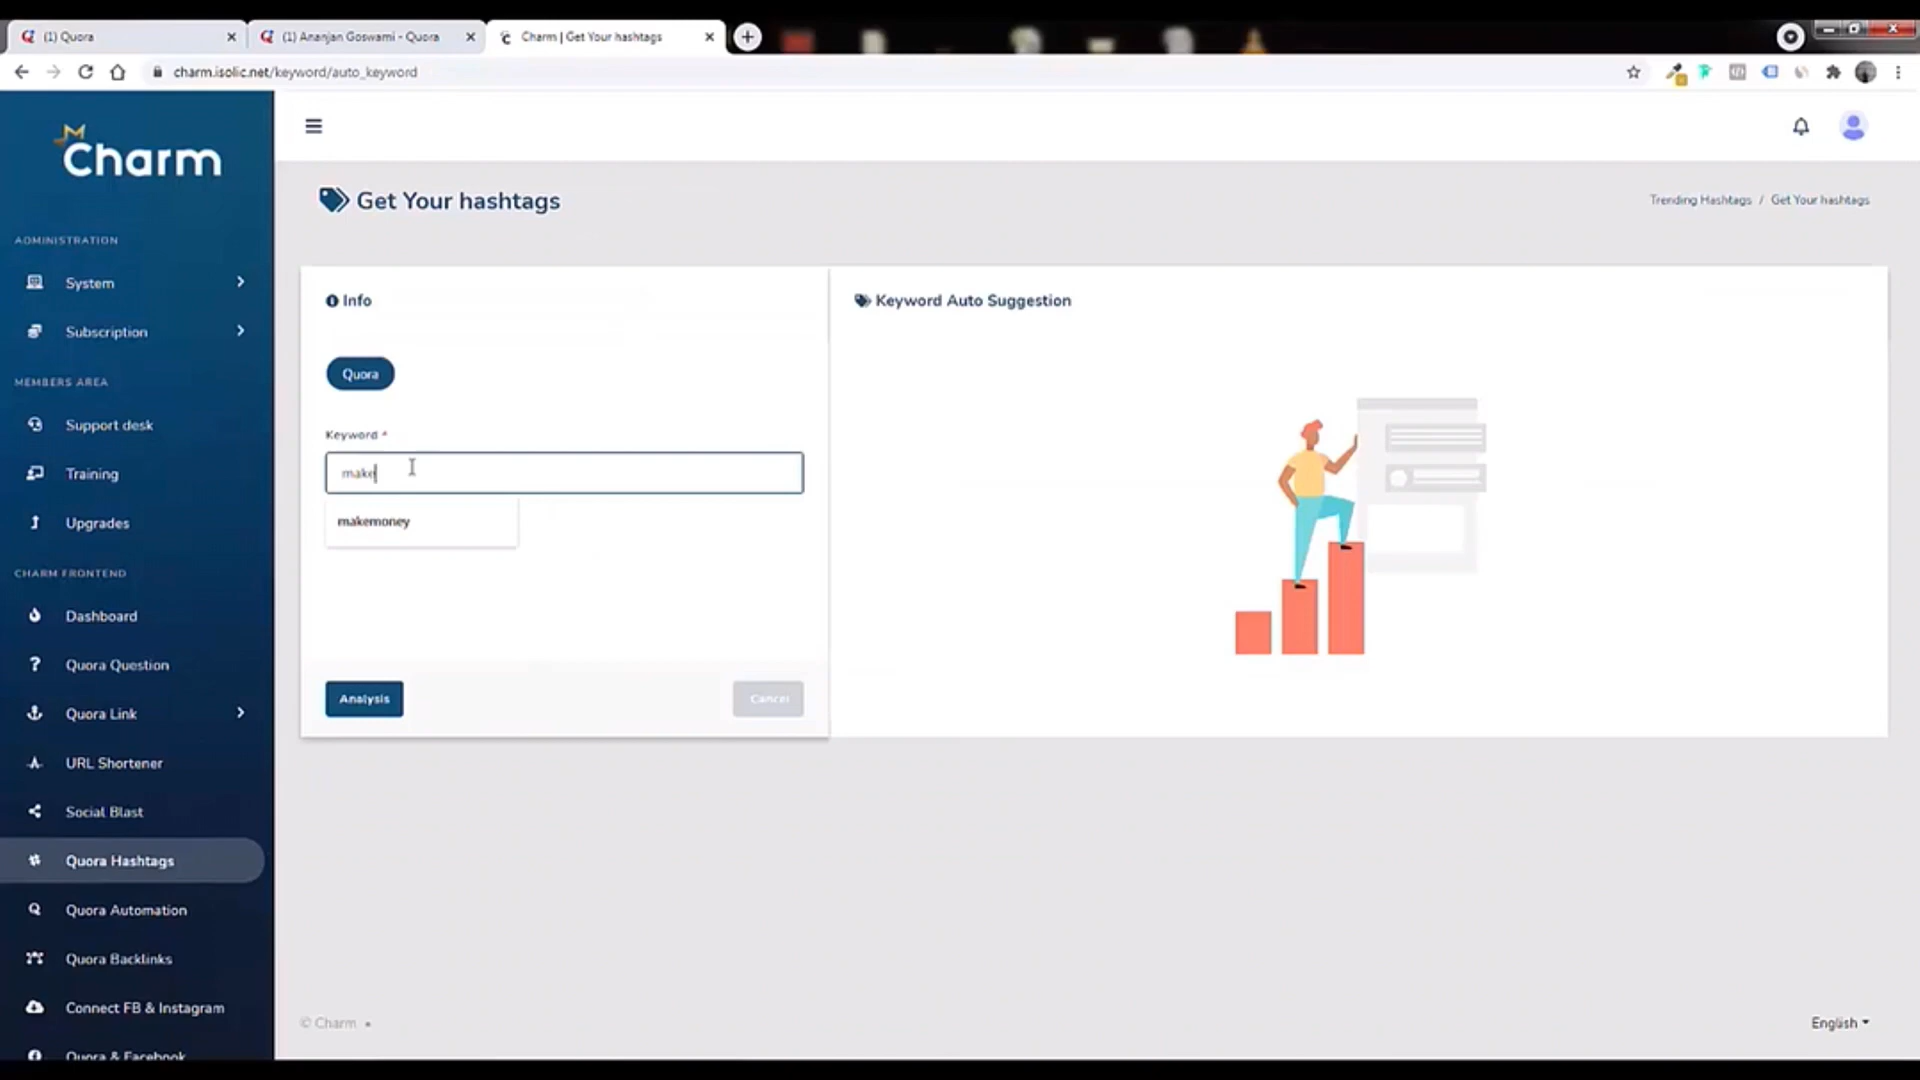 (1) Quora
(1) Ananjan Goswami - Quora
Charm | Get Your hashtags
charm.isolic.net/keyword/auto_keyword
Charm
ADMINISTRATION
System
Subscription
MEMBERS AREA
Support desk
Training
Upgrades
CHARM FRONTEND
Dashboard
Quora Question
Quora Link
URL Shortener
Social Blast
Quora Hashtags
Quora Automation
Quora Backlinks
Connect FB & Instagram
Quora & Facebook
Get Your hashtags
Trending Hashtags / Get Your hashtags
Info
Quora
Keyword *
make
makemoney
Analysis
Cancel
Keyword Auto Suggestion
© Charm •
English